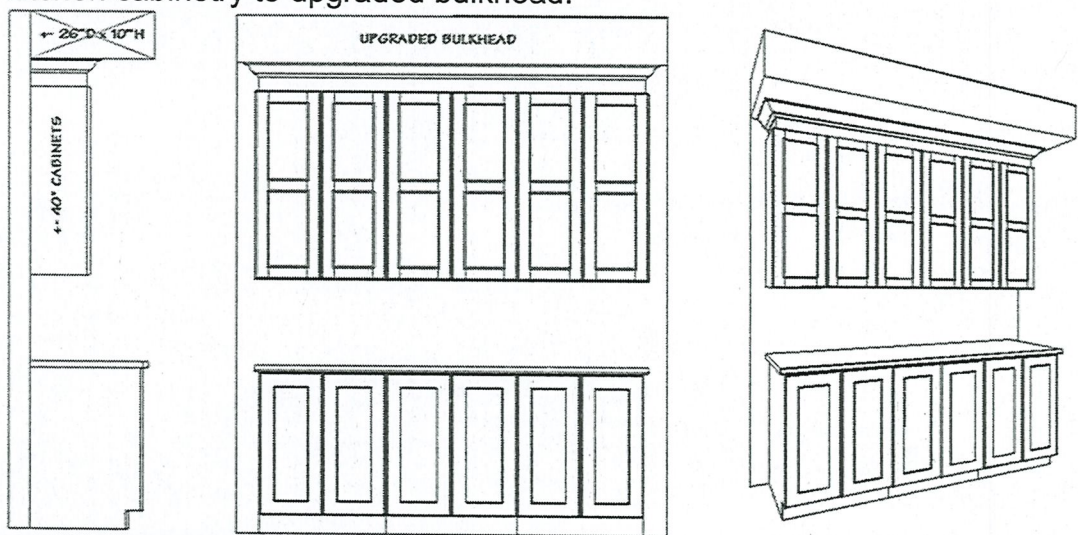 cabinetry to upgraded bulkhead.
+- 26"D x 10"H
UPGRADED BULKHEAD
+- 40" CABINETS